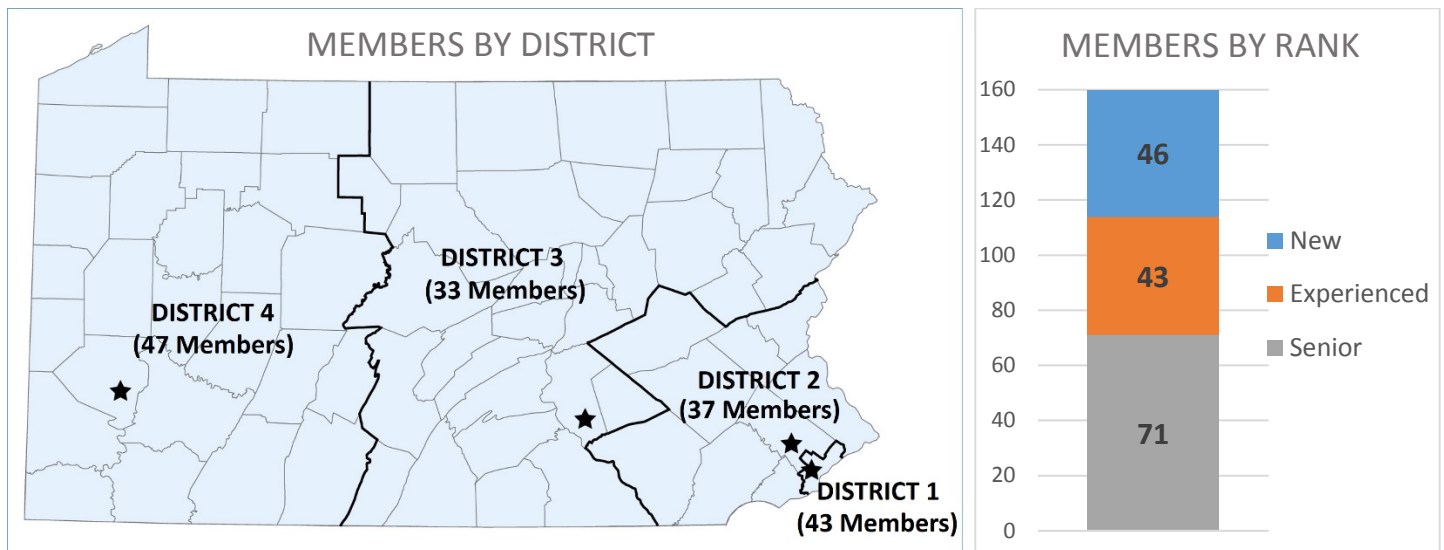 MEMBERS BY DISTRICT
DISTRICT 3
(33 Members)
DISTRICT 4
(47 Members)
DISTRICT 2
(37 Members)
DISTRICT 1
(43 Members)
MEMBERS BY RANK
160
140
120
100
80
60
40
20
0
46
43
71
New
Experienced
Senior